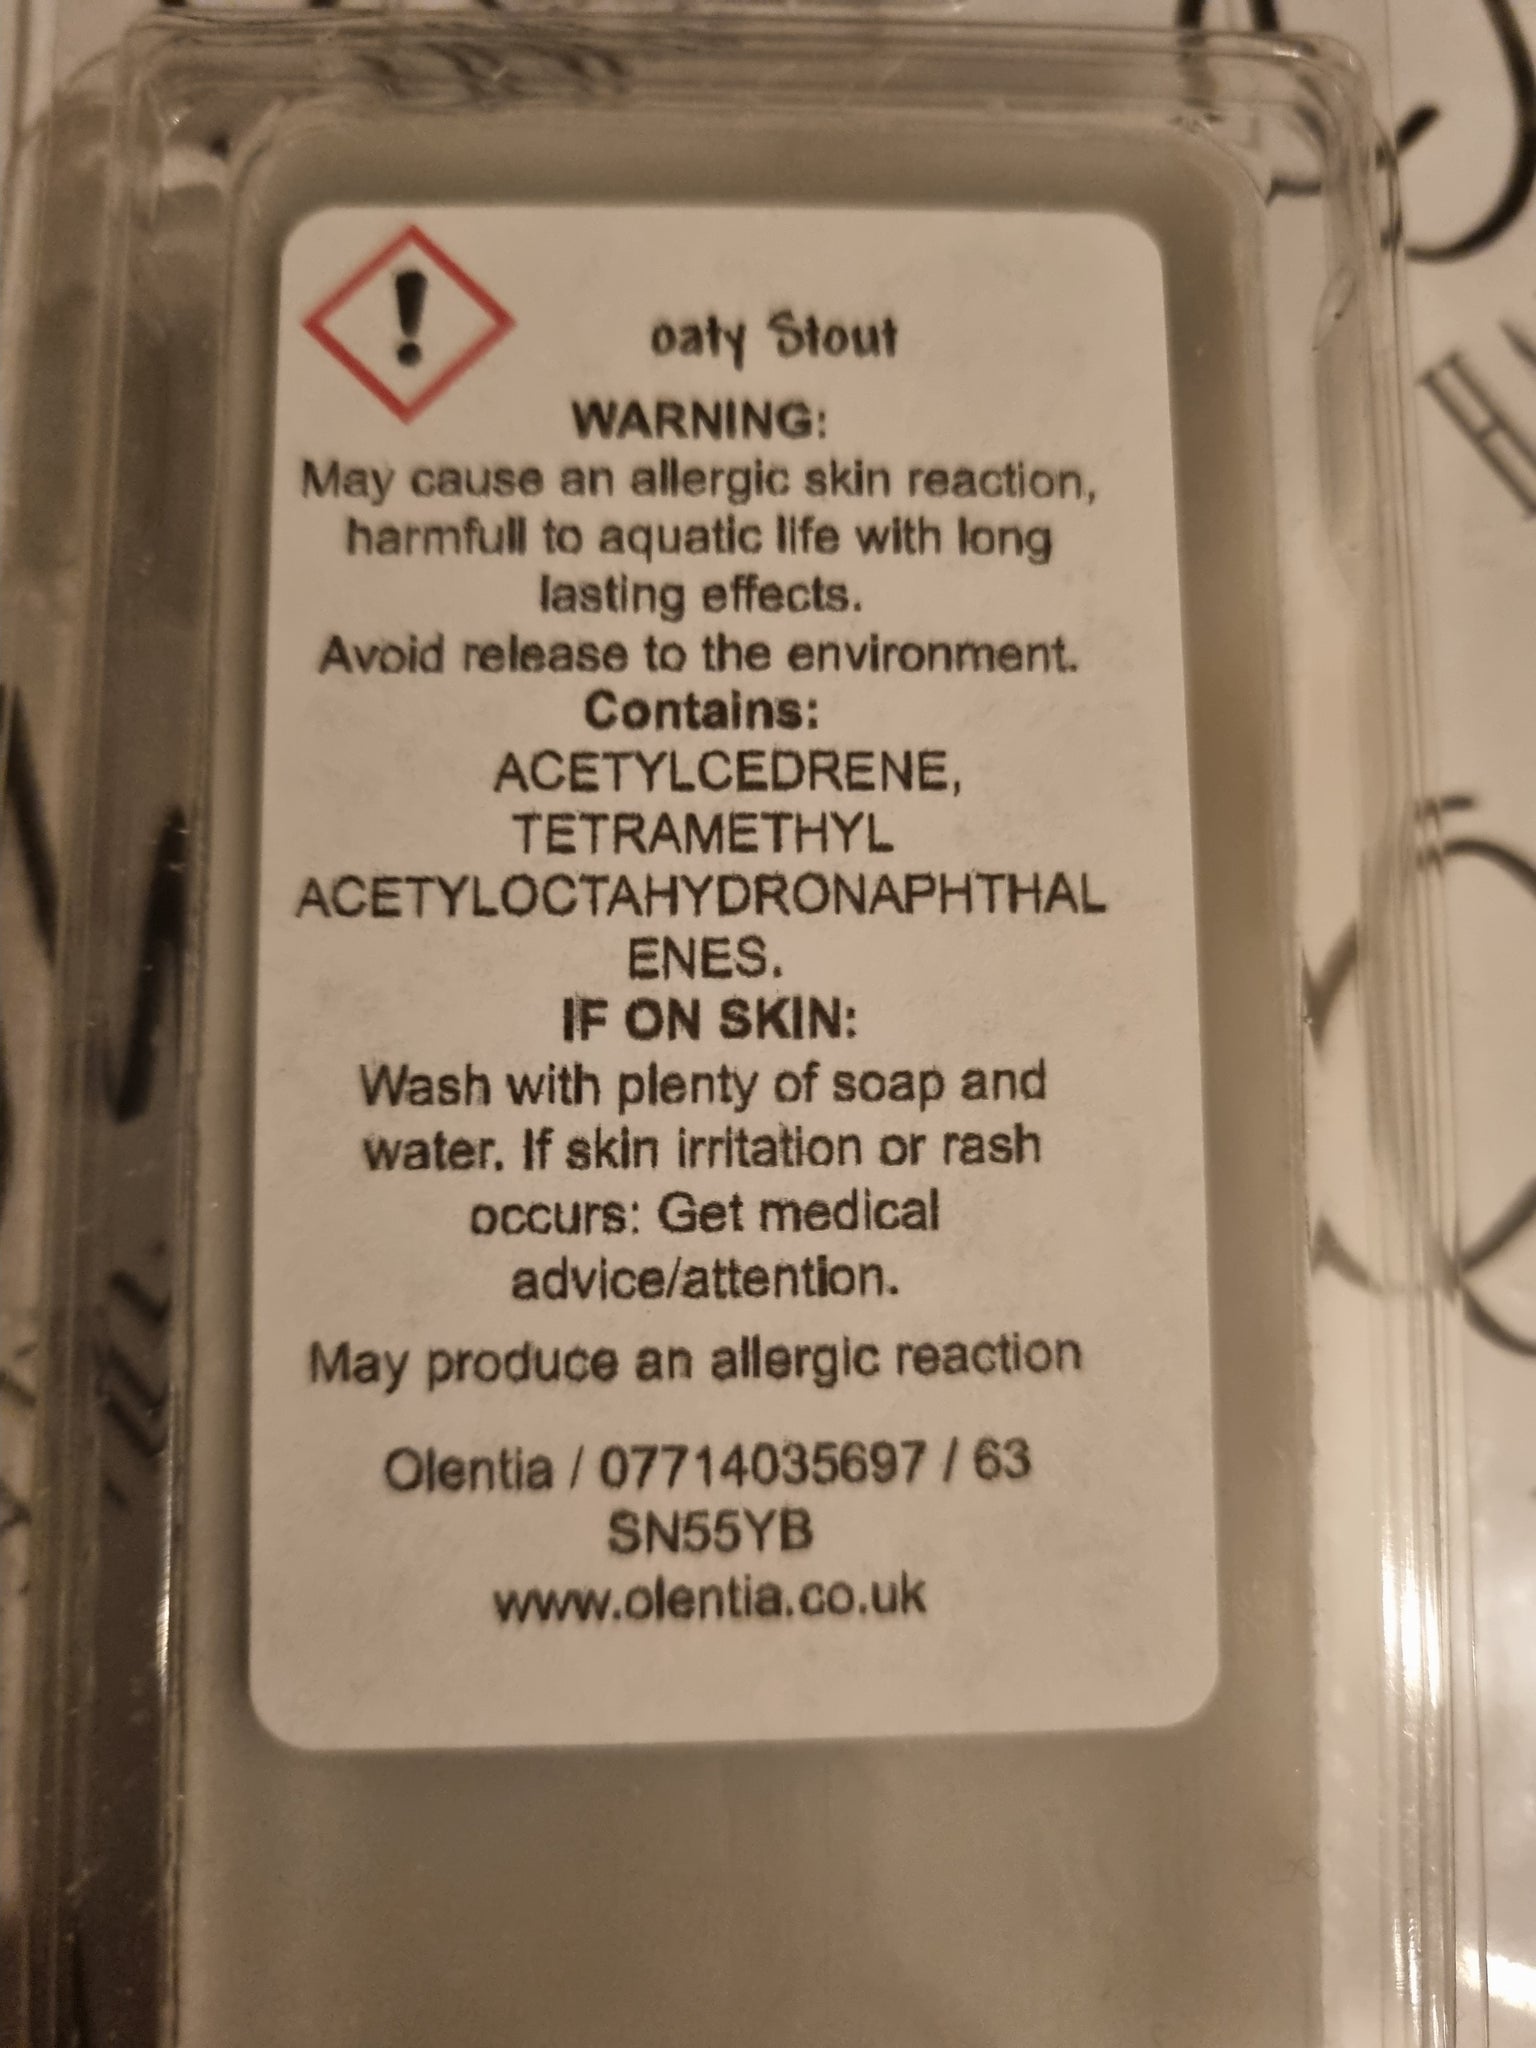 oaty Stout
WARNING:
May cause an allergic skin reaction,
harmfull to aquatic life with long
lasting effects.
Avoid release to the environment.
Contains:
ACETYLCEDRENE,
TETRAMETHYL
ACETYLOCTAHYDRONAPHTHAL
ENES.
IF ON SKIN:
Wash with plenty of soap and
water. If skin irritation or rash
occurs: Get medical
advice/attention.
May produce an allergic reaction
Olentia / 07714035697 / 63
SN55YB
www.olentia.co.uk